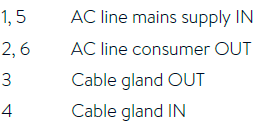 1, 5 AC line mains supply IN
2, 6 AC line consumer OUT
3 Cable gland OUT
4 Cable gland IN